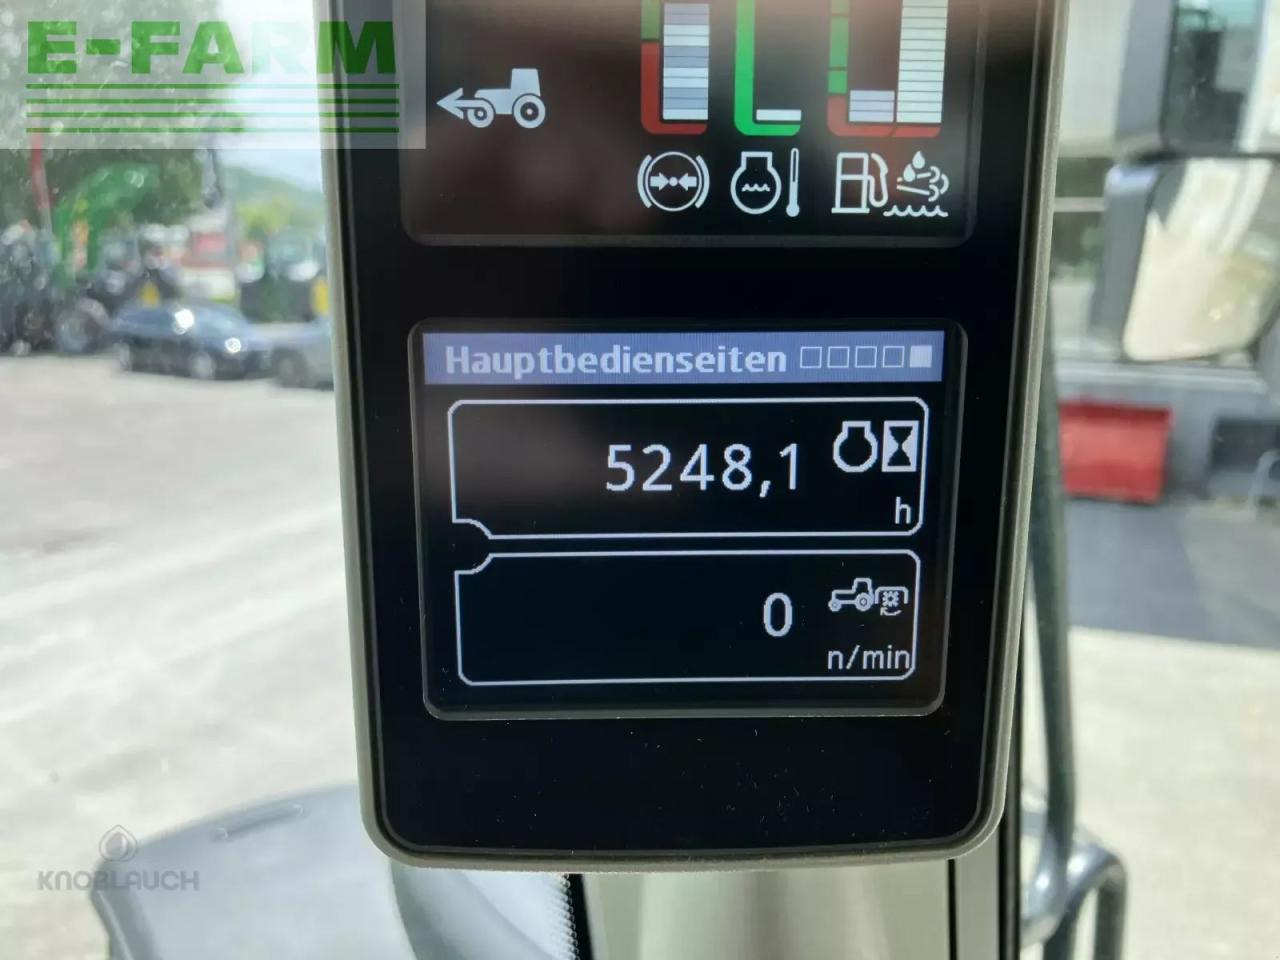 E-FARM
Hauptbedienseiten
5248,1
h
0
n/min
KNOBLAUCH